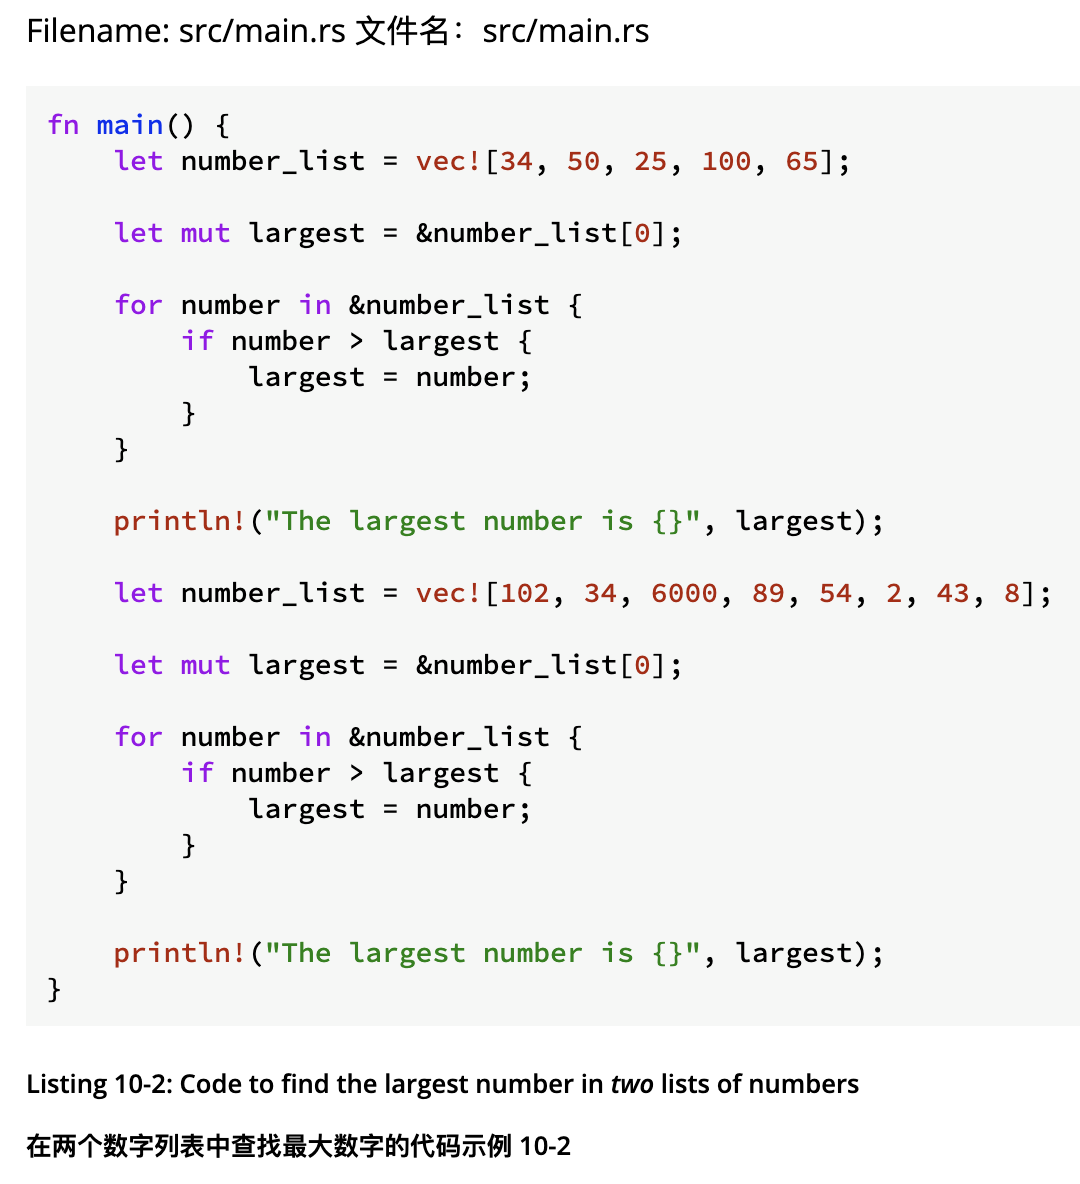 Filename: src/main.rs 文件名：src/main.rs
fn main() {
    let number_list = vec![34, 50, 25, 100, 65];
    let mut largest = &number_list[0];
    for number in &number_list {
        if number > largest {
            largest = number;
        }
    }
    println!("The largest number is {}", largest);
    let number_list = vec![102, 34, 6000, 89, 54, 2, 43, 8];
    let mut largest = &number_list[0];
    for number in &number_list {
        if number > largest {
            largest = number;
        }
    }
    println!("The largest number is {}", largest);
}
Listing 10-2: Code to find the largest number in two lists of numbers
在两个数字列表中查找最大数字的代码示例 10-2